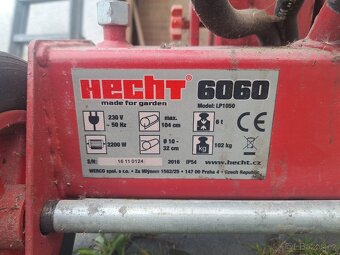 HECHT 6060
made for garden
Model: LP1050
230 V
~ 50 Hz
max.
104 cm
6 t
CE
2200 W
Ø 10 -
32 cm
kg
102 kg
S/N:
16 11 0124
2016
IP54
www.hecht.cz
WERCO spol. s r.o. • Za Mlýnem 1562/25 • 147 00 Praha 4 • Czech Republic